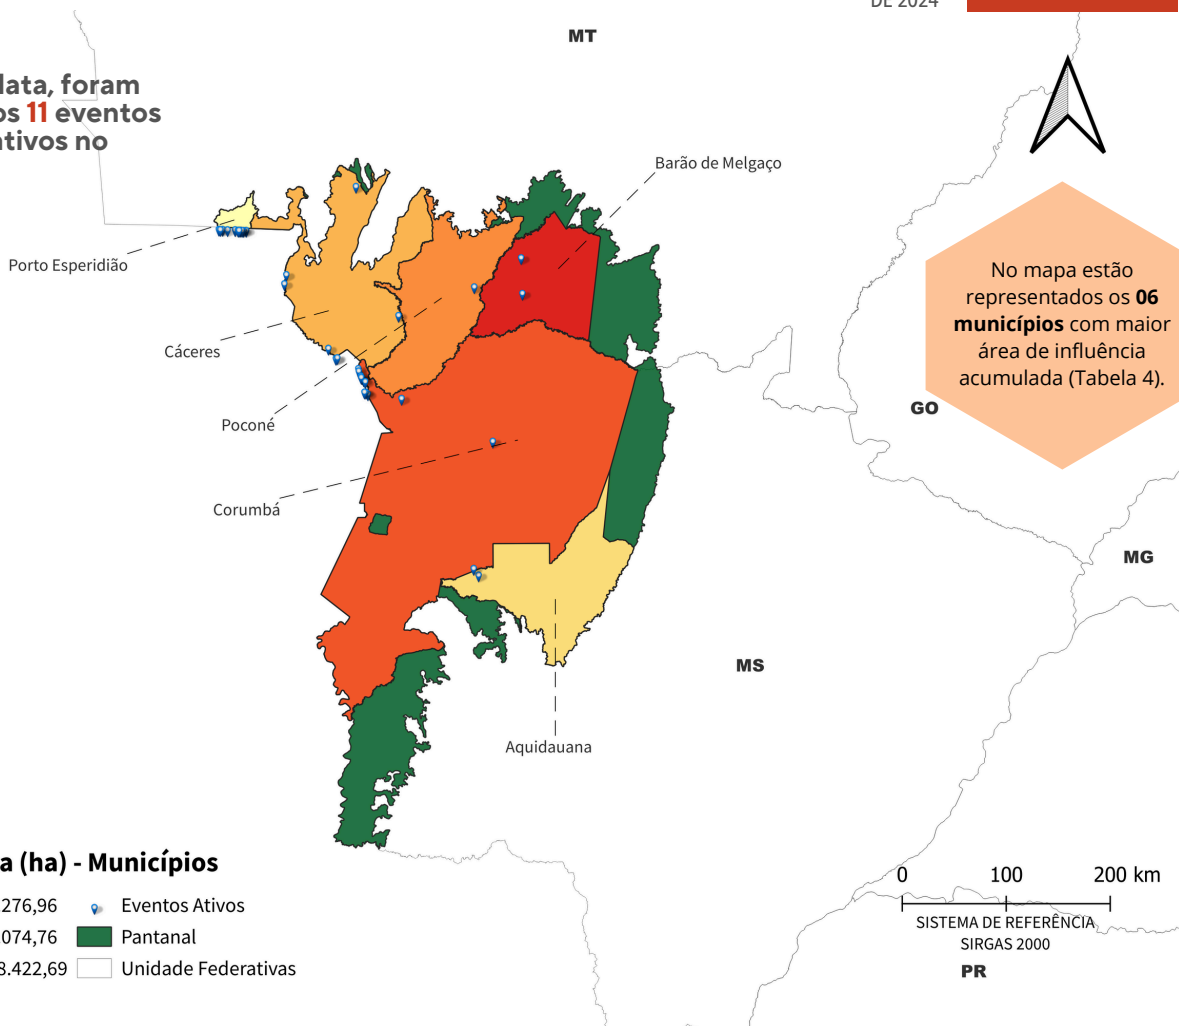 DE 2024
MT
data, foram
os 11 eventos
ativos no
Barão de Melgaço
Porto Esperidião
No mapa estão
representados os 06
municípios com maior
área de influência
acumulada (Tabela 4).
Cáceres
GO
Poconé
Corumbá
MG
MS
Aquidauana
a (ha) - Municípios
276,96
Eventos Ativos
074,76
Pantanal
8.422,69
Unidade Federativas
0 100 200 km
SISTEMA DE REFERÊNCIA
SIRGAS 2000
PR